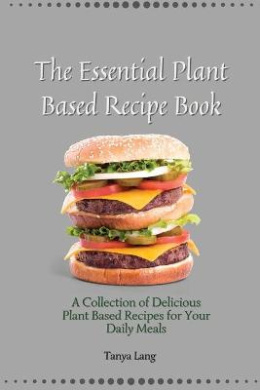 The Essential Plant
Based Recipe Book
A Collection of Delicious
Plant Based Recipes for Your
Daily Meals
Tanya Lang